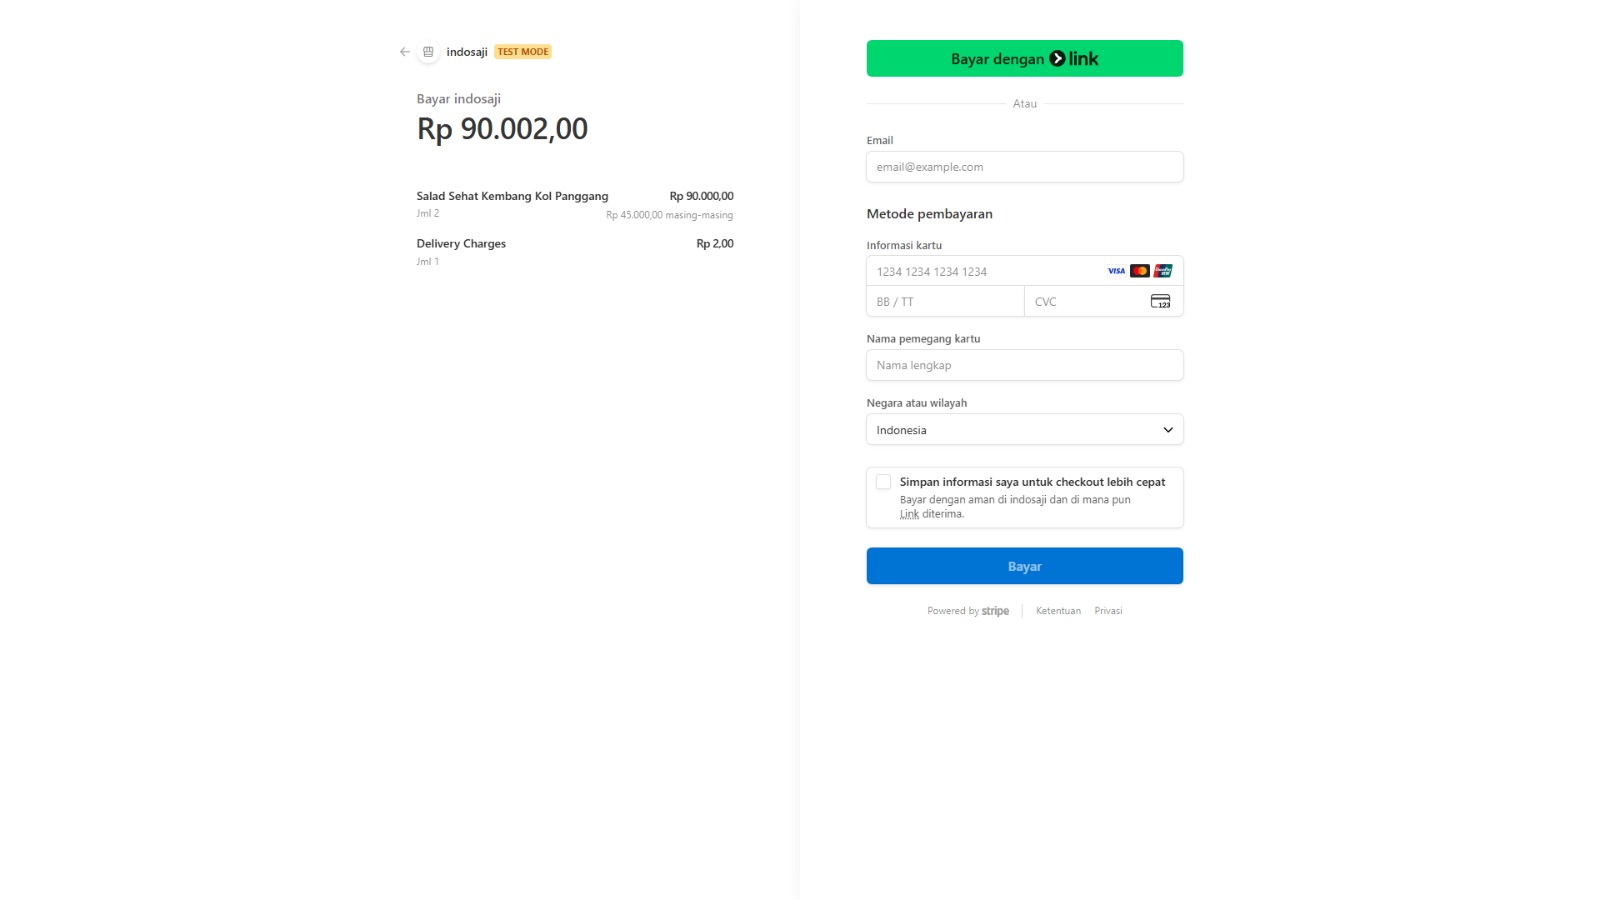 indosaji TEST MODE
Bayar indosaji
Rp 90.002,00
Salad Sehat Kembang Kol Panggang Rp 90.000,00
Jml 2 Rp 45.000,00 masing-masing
Delivery Charges Rp 2,00
Jml 1
Bayar dengan link
Atau
Email
email@example.com
Metode pembayaran
Informasi kartu
1234 1234 1234 1234 VISA
BB / TT CVC 123
Nama pemegang kartu
Nama lengkap
Negara atau wilayah
Indonesia
Simpan informasi saya untuk checkout lebih cepat
Bayar dengan aman di indosaji dan di mana pun
Link diterima.
Bayar
Powered by stripe Ketentuan Privasi